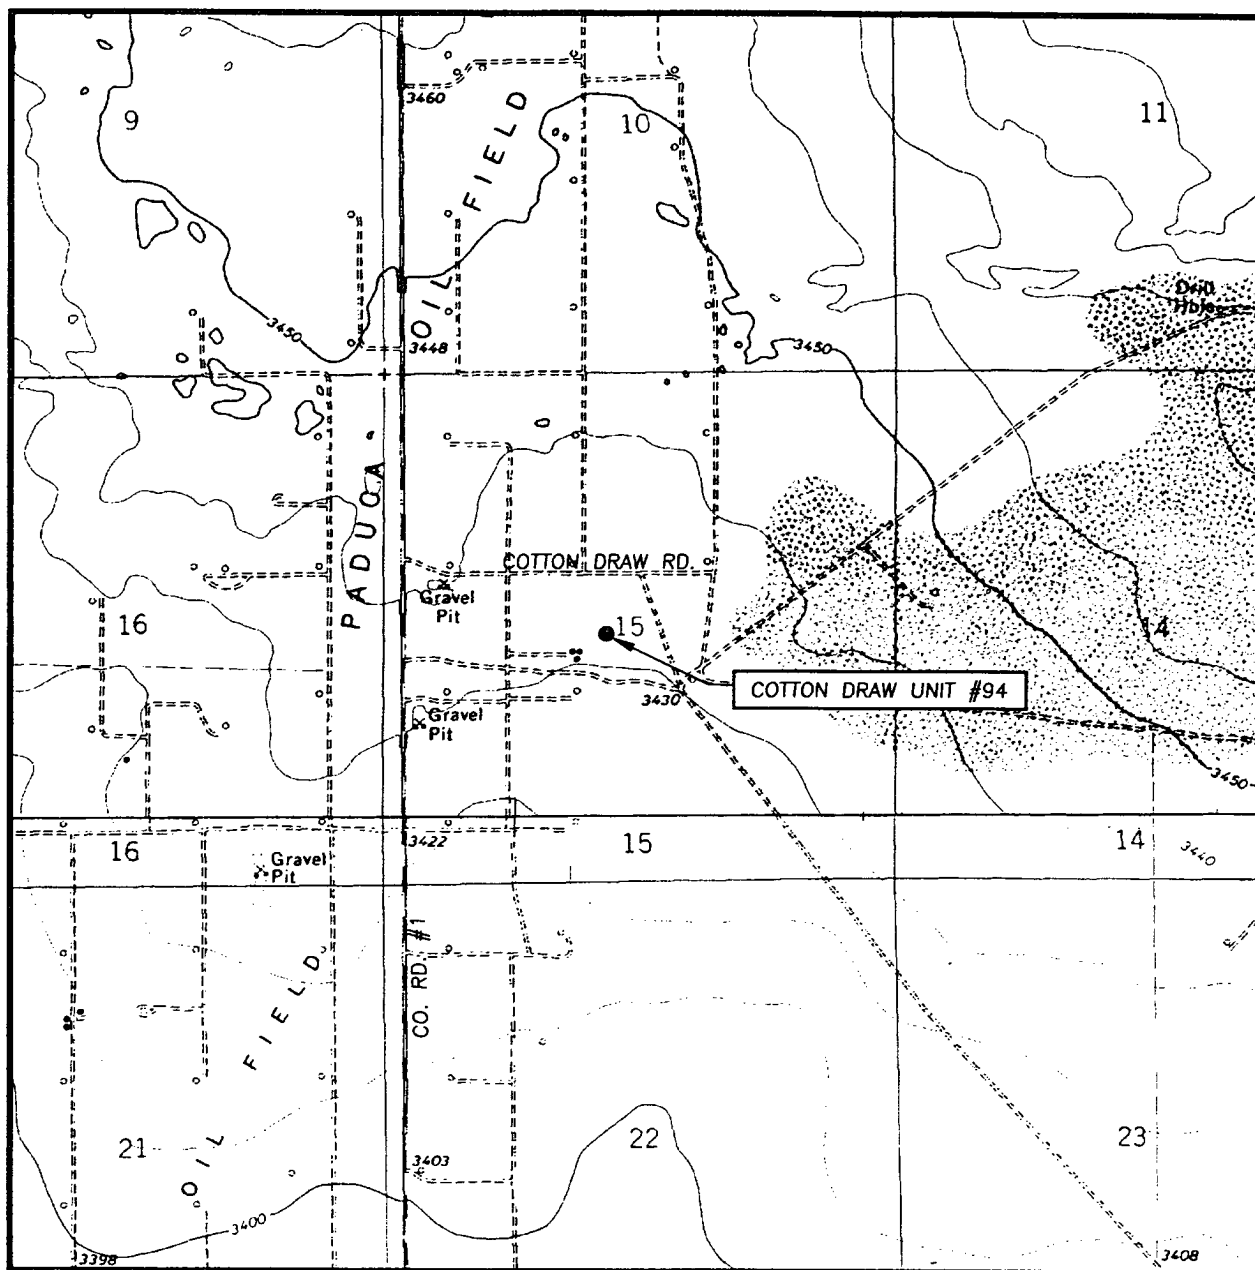 9
10
11
3460
OIL FIELD
Drill
Holes
3450
3448
3450
PADUCA
COTTON DRAW RD.
Gravel
Pit
16
15
14
COTTON DRAW UNIT #94
3430
Gravel
Pit
3450
3422
16
15
14
3440
Gravel
Pit
CO. RD. #1
OIL FIELD
21
22
23
3403
3400
3398
3408